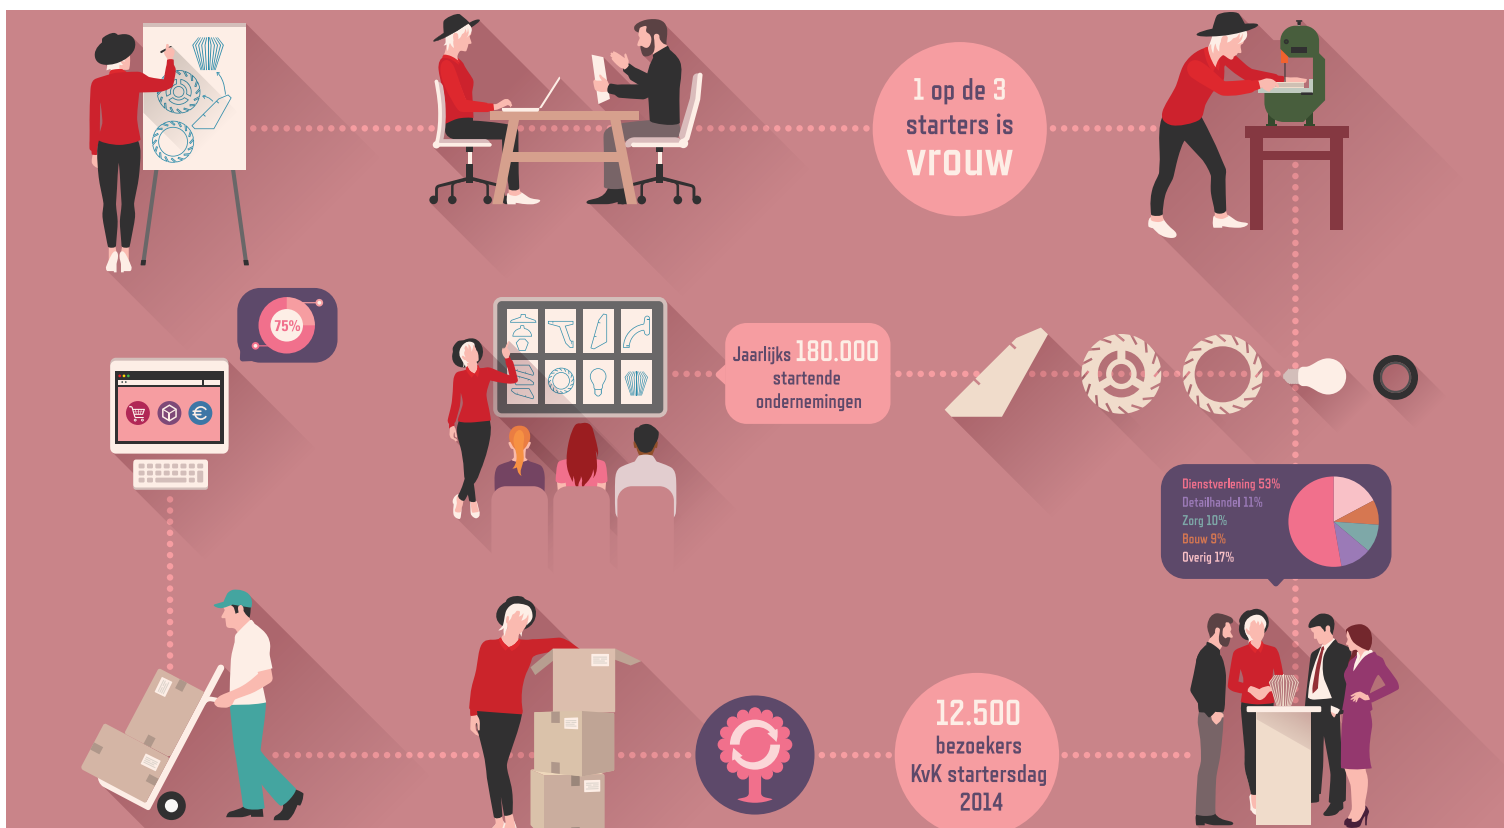 1 op de 3
starters is
vrouw
75%
Jaarlijks 180.000
startende
ondernemingen
Dienstverlening 53%
Detailhandel 11%
Zorg 10%
Bouw 9%
Overig 17%
12.500
bezoekers
KvK startersdag
2014